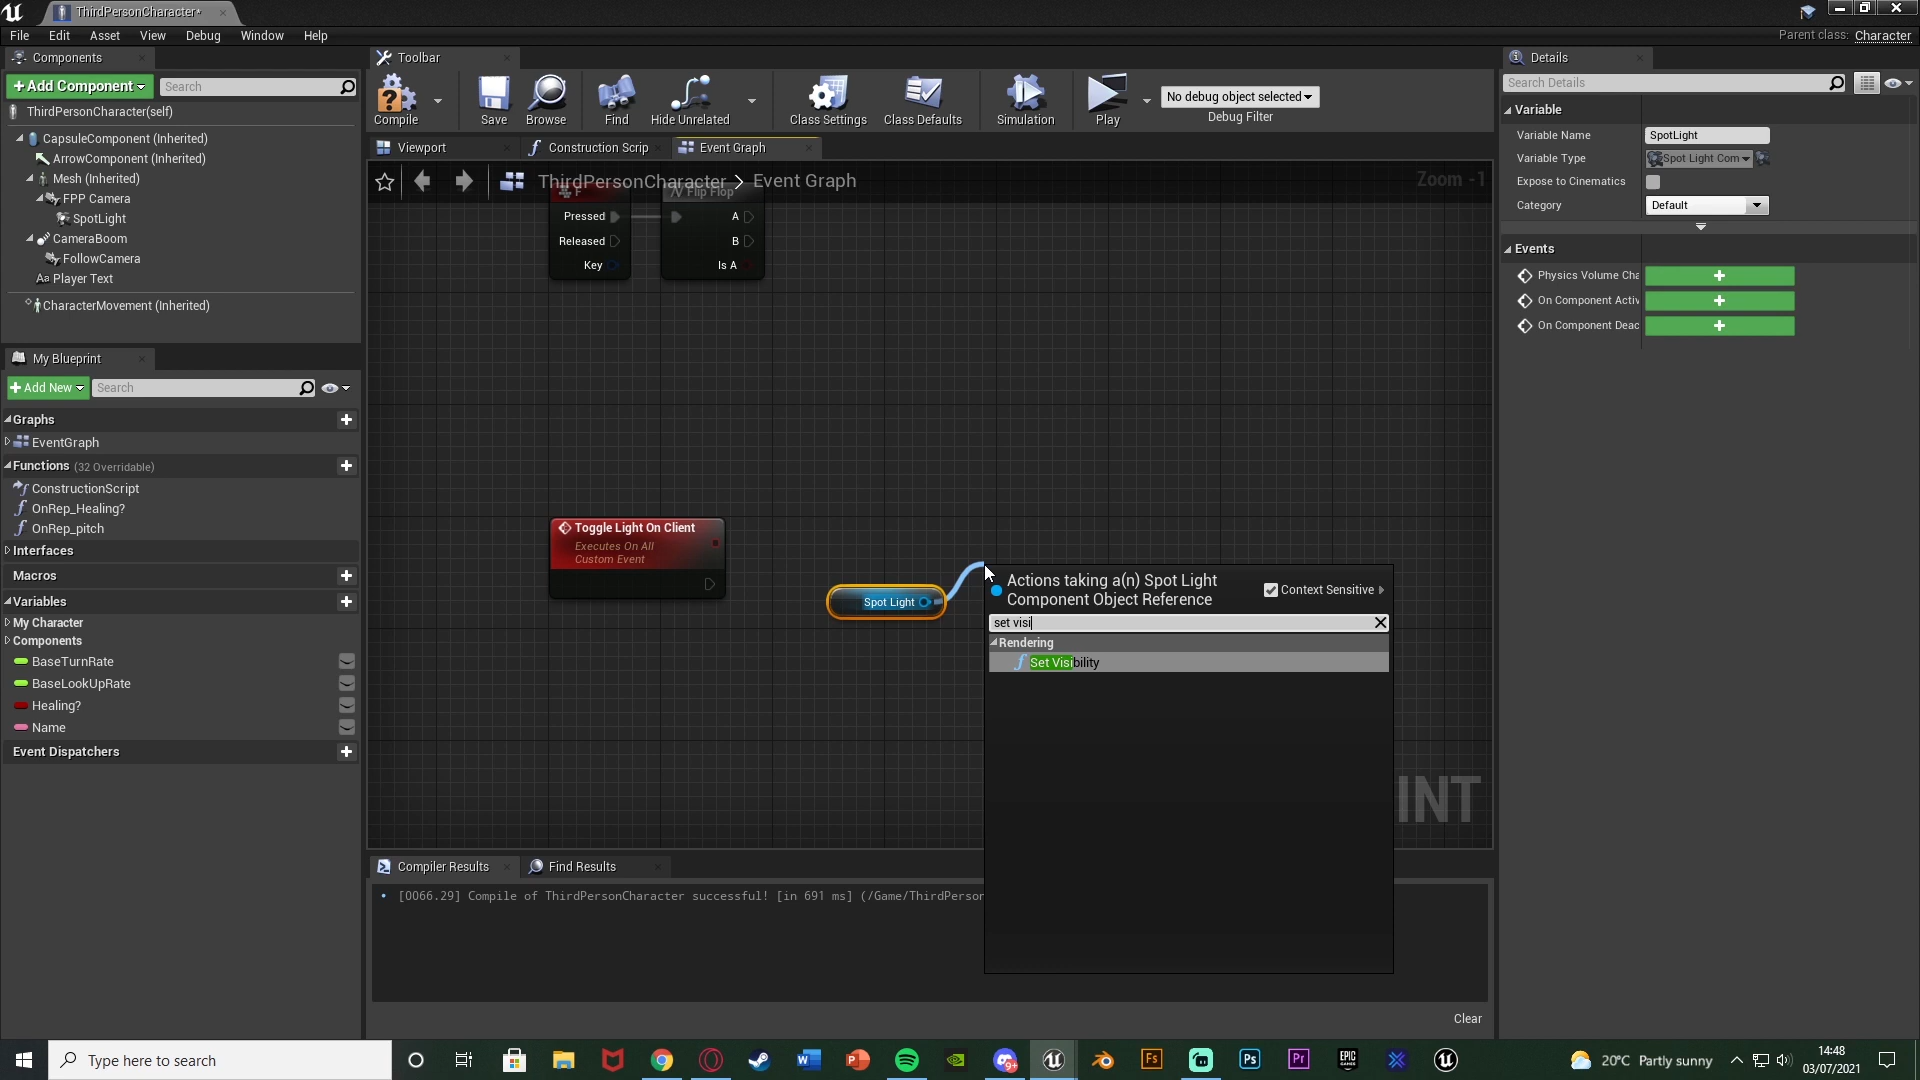 ThirdPersonCharacter*
File Edit Asset View Debug Window Help
Parent class: Character
Components
+Add Component
Search
ThirdPersonCharacter(self)
CapsuleComponent (Inherited)
ArrowComponent (Inherited)
Mesh (Inherited)
FPP Camera
SpotLight
CameraBoom
FollowCamera
Aa Player Text
CharacterMovement (Inherited)
My Blueprint
+Add New
Search
Graphs
EventGraph
Functions (32 Overridable)
ConstructionScript
OnRep_Healing?
OnRep_pitch
Interfaces
Macros
Variables
My Character
Components
BaseTurnRate
BaseLookUpRate
Healing?
Name
Event Dispatchers
Toolbar
Compile Save Browse Find Hide Unrelated Class Settings Class Defaults Simulation Play
No debug object selected
Debug Filter
Viewport Construction Scrip Event Graph
ThirdPersonCharacter > Event Graph
Zoom -1
F
Pressed
Released
Key
Flip Flop
A
B
Is A
Toggle Light On Client
Executes On All
Custom Event
Spot Light
Actions taking a(n) Spot Light
Component Object Reference
Context Sensitive
set visi
Rendering
Set Visibility
INT
Compiler Results Find Results
• [0066.29] Compile of ThirdPersonCharacter successful! [in 691 ms] (/Game/ThirdPerson
Clear
Details
Search Details
Variable
Variable Name SpotLight
Variable Type Spot Light Com
Expose to Cinematics
Category Default
Events
Physics Volume Cha
On Component Activ
On Component Deac
Type here to search
9+
Fs
Ps
Pr
EPIC GAMES
20°C Partly sunny
14:48
03/07/2021